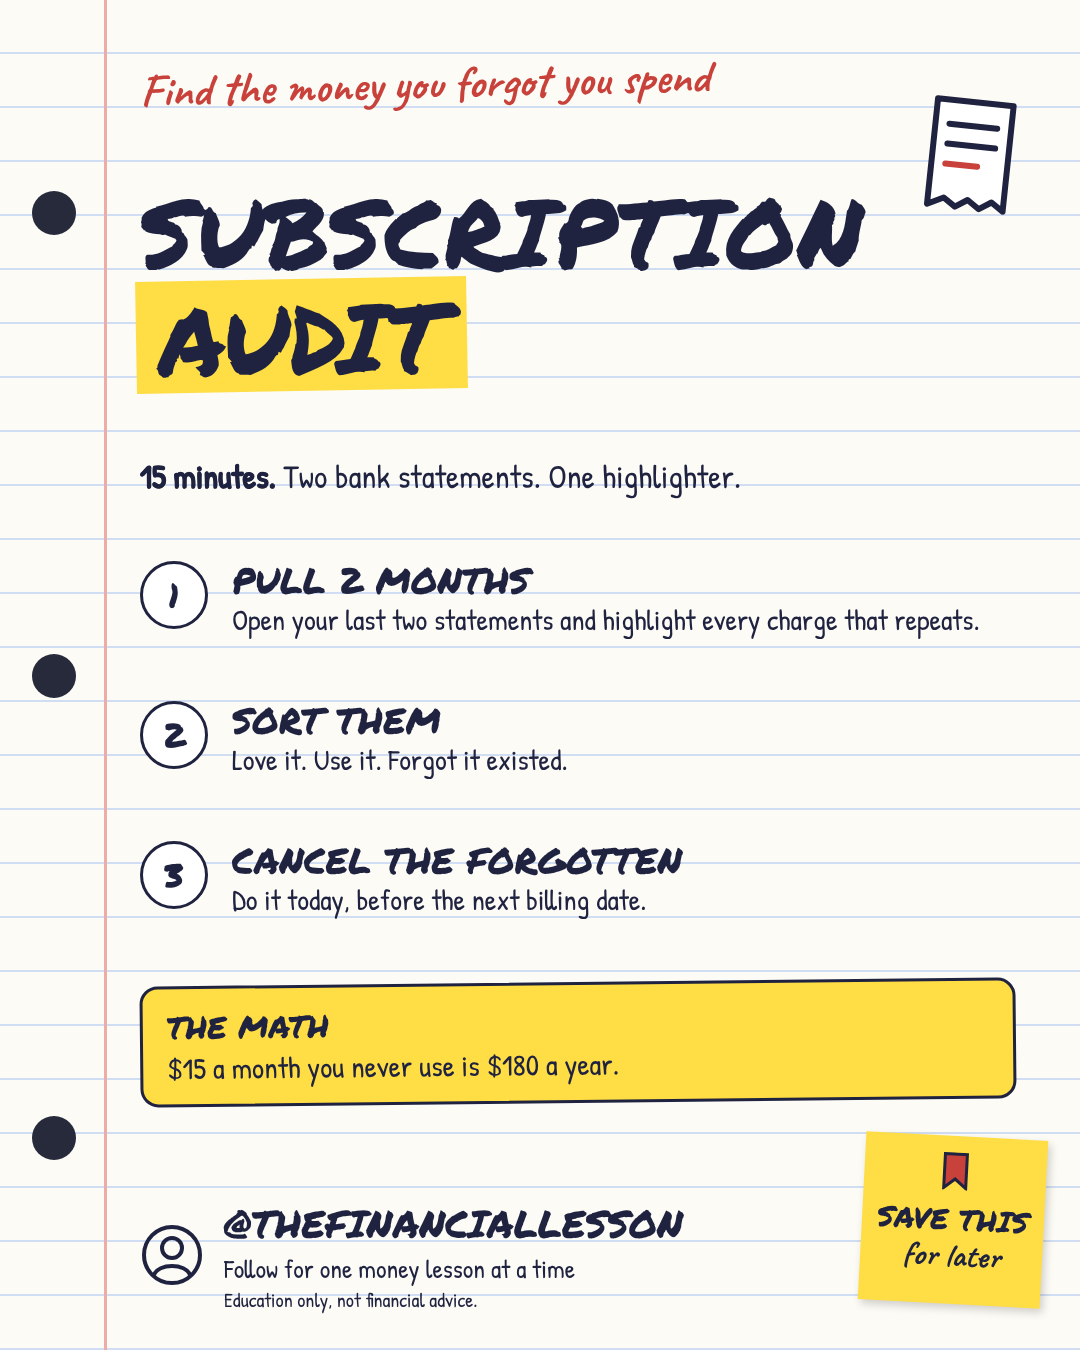 Find the money you forgot you spend
SUBSCRIPTION
AUDIT
15 minutes. Two bank statements. One highlighter.
1
PULL 2 MONTHS
Open your last two statements and highlight every charge that repeats.
2
SORT THEM
Love it. Use it. Forgot it existed.
3
CANCEL THE FORGOTTEN
Do it today, before the next billing date.
THE MATH
$15 a month you never use is $180 a year.
@THEFINANCIALLESSON
Follow for one money lesson at a time
Education only, not financial advice.
SAVE THIS
for later